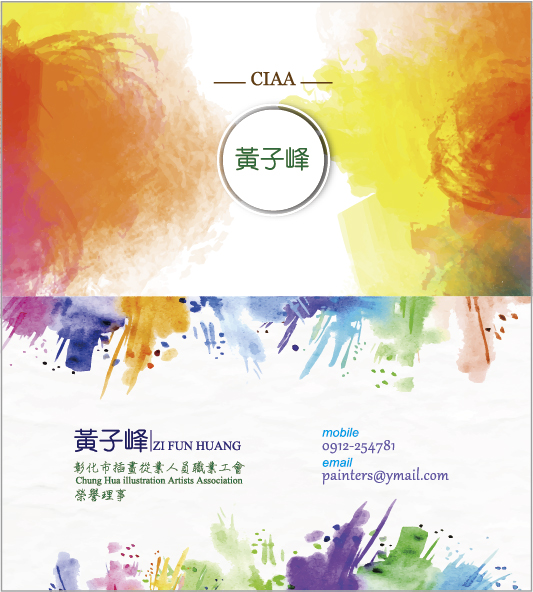 CIAA
黃子峰
黃子峰|ZI FUN HUANG
彰化市插畫從業人員職業工會
Chung Hua illustration Artists Association
榮譽理事
mobile
0912-254781
email
painters@ymail.com